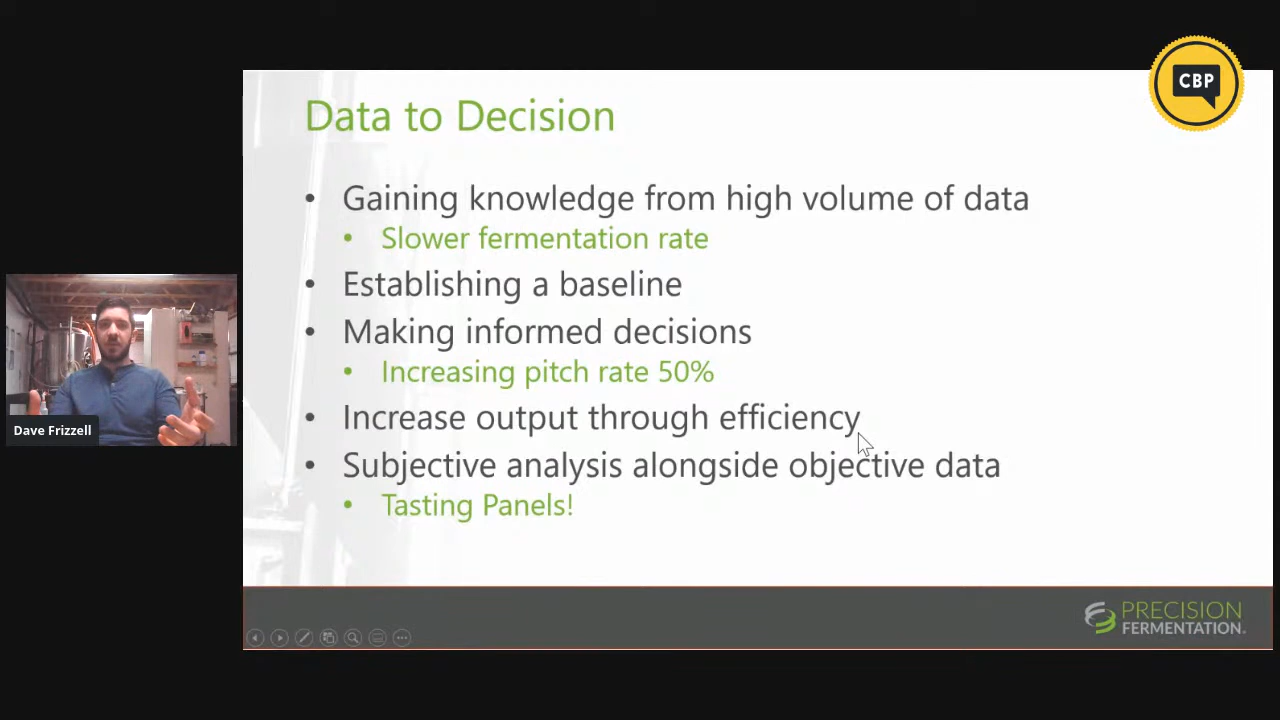 CBP
Data to Decision
• Gaining knowledge from high volume of data
• Slower fermentation rate
• Establishing a baseline
• Making informed decisions
• Increasing pitch rate 50%
• Increase output through efficiency
• Subjective analysis alongside objective data
• Tasting Panels!
Dave Frizzell
PRECISION
FERMENTATION.